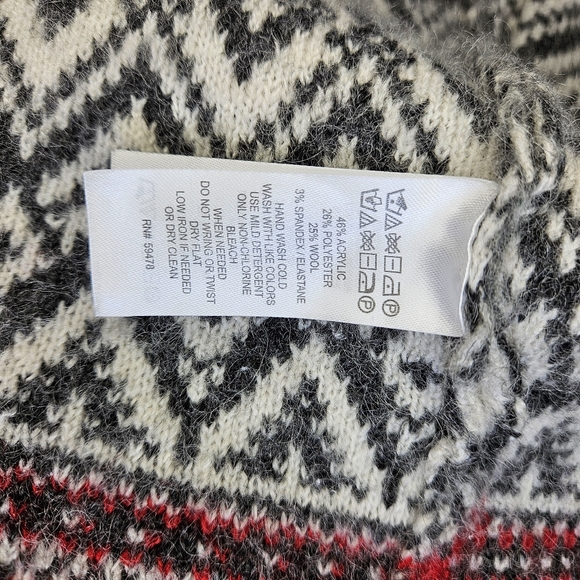 46% ACRYLIC
26% POLYESTER
25% WOOL
3% SPANDEX / ELASTANE
HAND WASH COLD
WASH WITH LIKE COLORS
USE MILD DETERGENT
ONLY NON-CHLORINE
BLEACH
WHEN NEEDED
DO NOT WRING OR TWIST
DRY FLAT
LOW IRON IF NEEDED
OR DRY CLEAN
RN# 59478